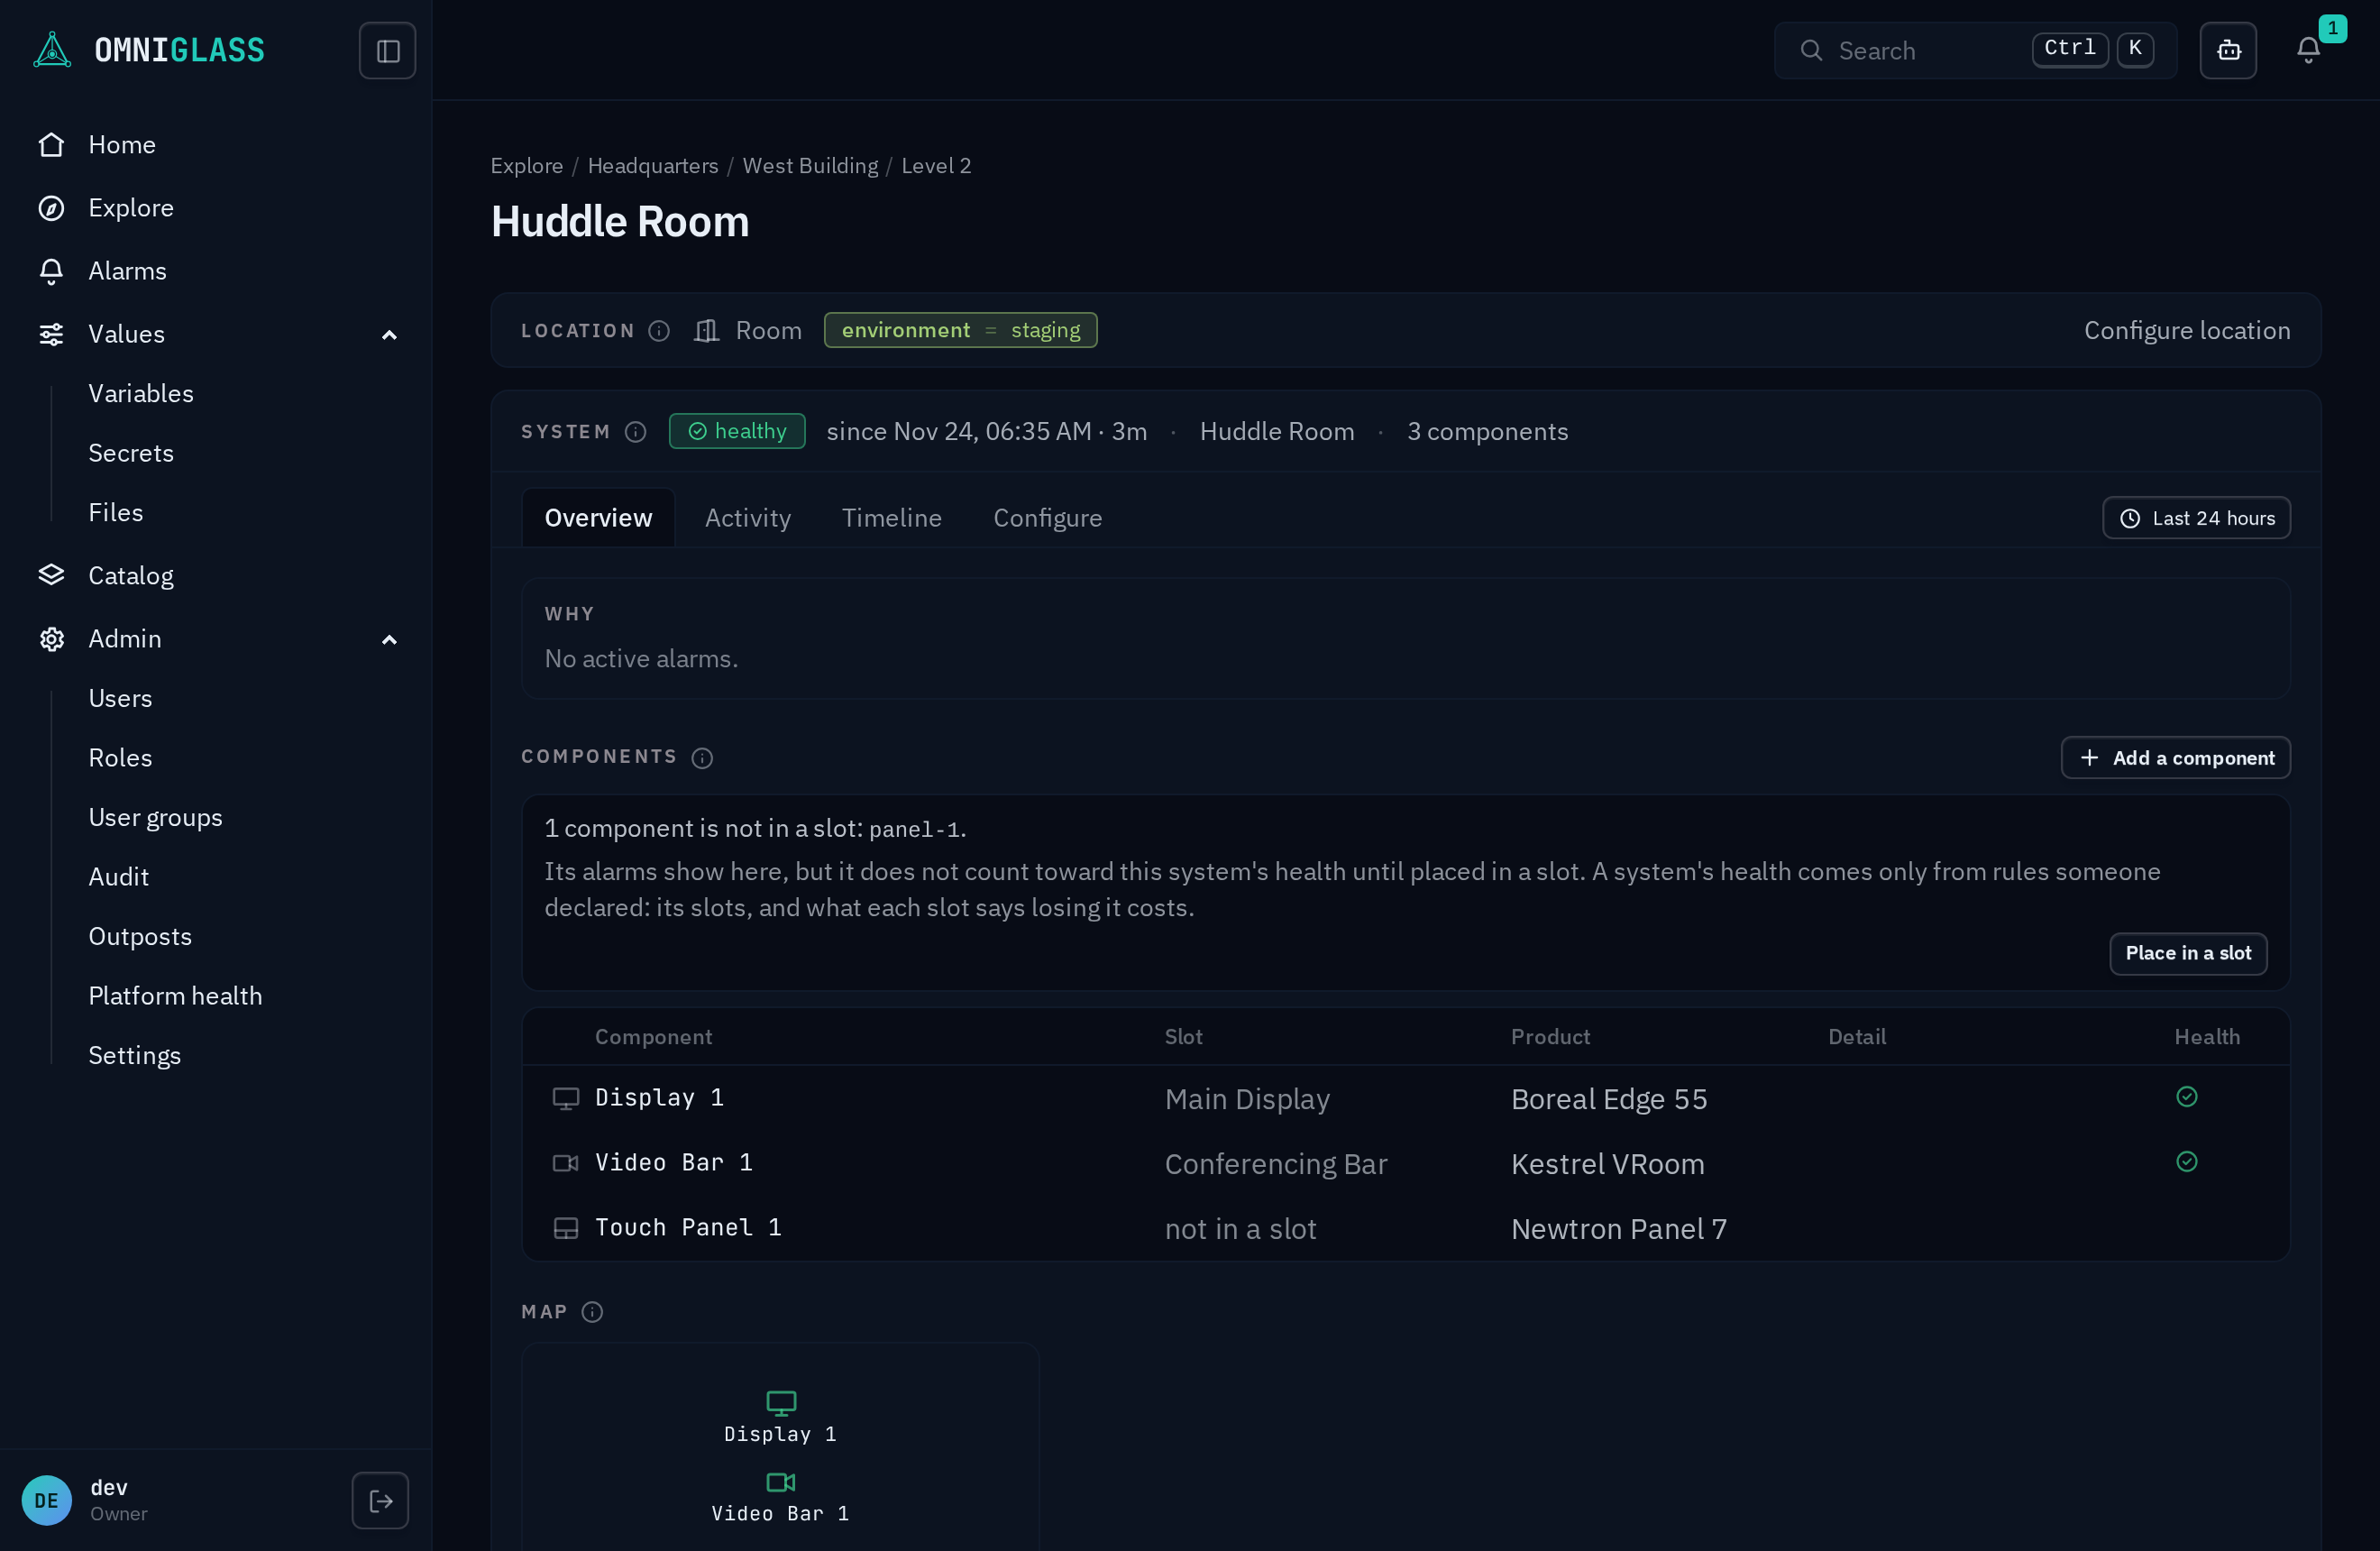 OMNIGLASS
Search Ctrl K
1
Home
Explore
Alarms
Values
Variables
Secrets
Files
Catalog
Admin
Users
Roles
User groups
Audit
Outposts
Platform health
Settings
DE
dev
Owner
Explore / Headquarters / West Building / Level 2
Huddle Room
LOCATION Room environment = staging Configure location
SYSTEM healthy since Nov 24, 06:35 AM · 3m · Huddle Room · 3 components
Overview Activity Timeline Configure Last 24 hours
WHY
No active alarms.
COMPONENTS Add a component
1 component is not in a slot: panel-1.
Its alarms show here, but it does not count toward this system's health until placed in a slot. A system's health comes only from rules someone
declared: its slots, and what each slot says losing it costs.
Place in a slot
Component Slot Product Detail Health
Display 1 Main Display Boreal Edge 55
Video Bar 1 Conferencing Bar Kestrel VRoom
Touch Panel 1 not in a slot Newtron Panel 7
MAP
Display 1
Video Bar 1